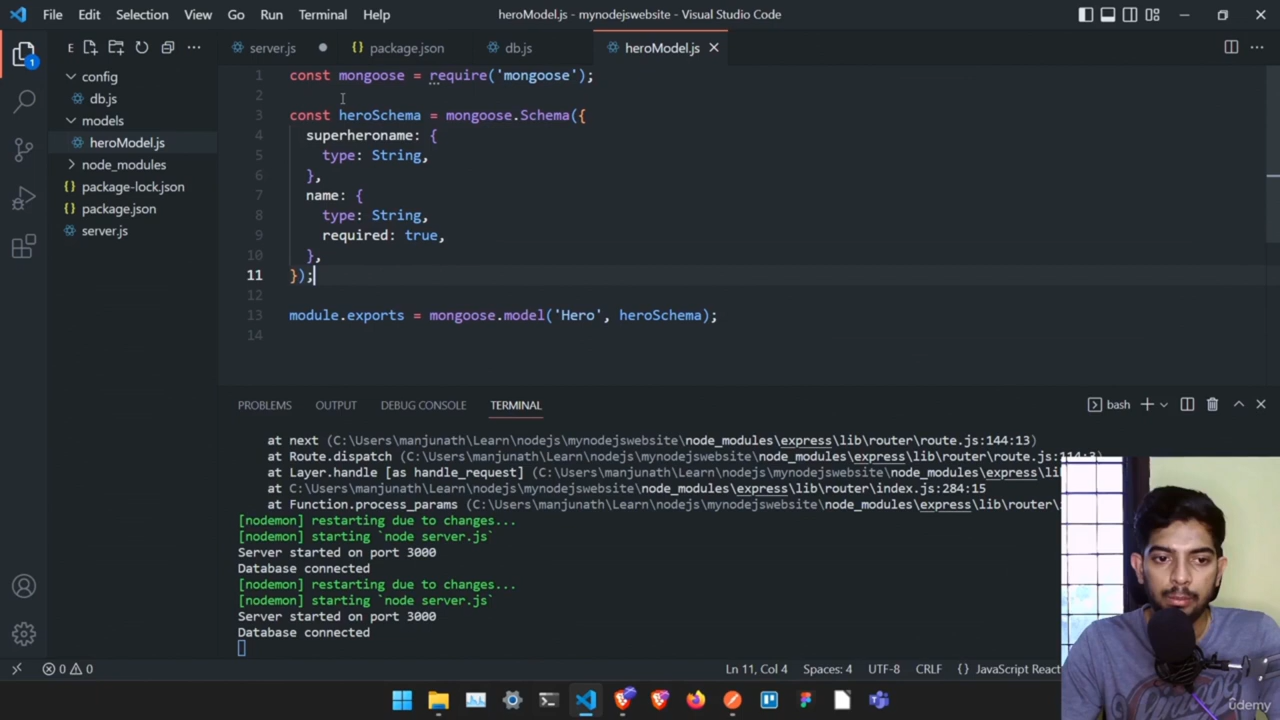 File Edit Selection View Go Run Terminal Help
heroModel.js - mynodejswebsite - Visual Studio Code
E
server.js
package.json
db.js
heroModel.js
config
db.js
models
heroModel.js
node_modules
package-lock.json
package.json
server.js
1
1 const mongoose = require('mongoose');
2
3 const heroSchema = mongoose.Schema({
4 superheroname: {
5 type: String,
6 },
7 name: {
8 type: String,
9 required: true,
10 },
11 });
12
13 module.exports = mongoose.model('Hero', heroSchema);
14
PROBLEMS OUTPUT DEBUG CONSOLE TERMINAL
bash
at next (C:\Users\manjunath\Learn\nodejs\mynodejswebsite\node_modules\express\lib\router\route.js:144:13)
at Route.dispatch (C:\Users\manjunath\Learn\nodejs\mynodejswebsite\node_modules\express\lib\router\route.js:114:3)
at Layer.handle [as handle_request] (C:\Users\manjunath\Learn\nodejs\mynodejswebsite\node_modules\express\lib
at C:\Users\manjunath\Learn\nodejs\mynodejswebsite\node_modules\express\lib\router\index.js:284:15
at Function.process_params (C:\Users\manjunath\Learn\nodejs\mynodejswebsite\node_modules\express\lib\router\
[nodemon] restarting due to changes...
[nodemon] starting `node server.js`
Server started on port 3000
Database connected
[nodemon] restarting due to changes...
[nodemon] starting `node server.js`
Server started on port 3000
Database connected
0 0
Ln 11, Col 4 Spaces: 4 UTF-8 CRLF {} JavaScript React
udemy